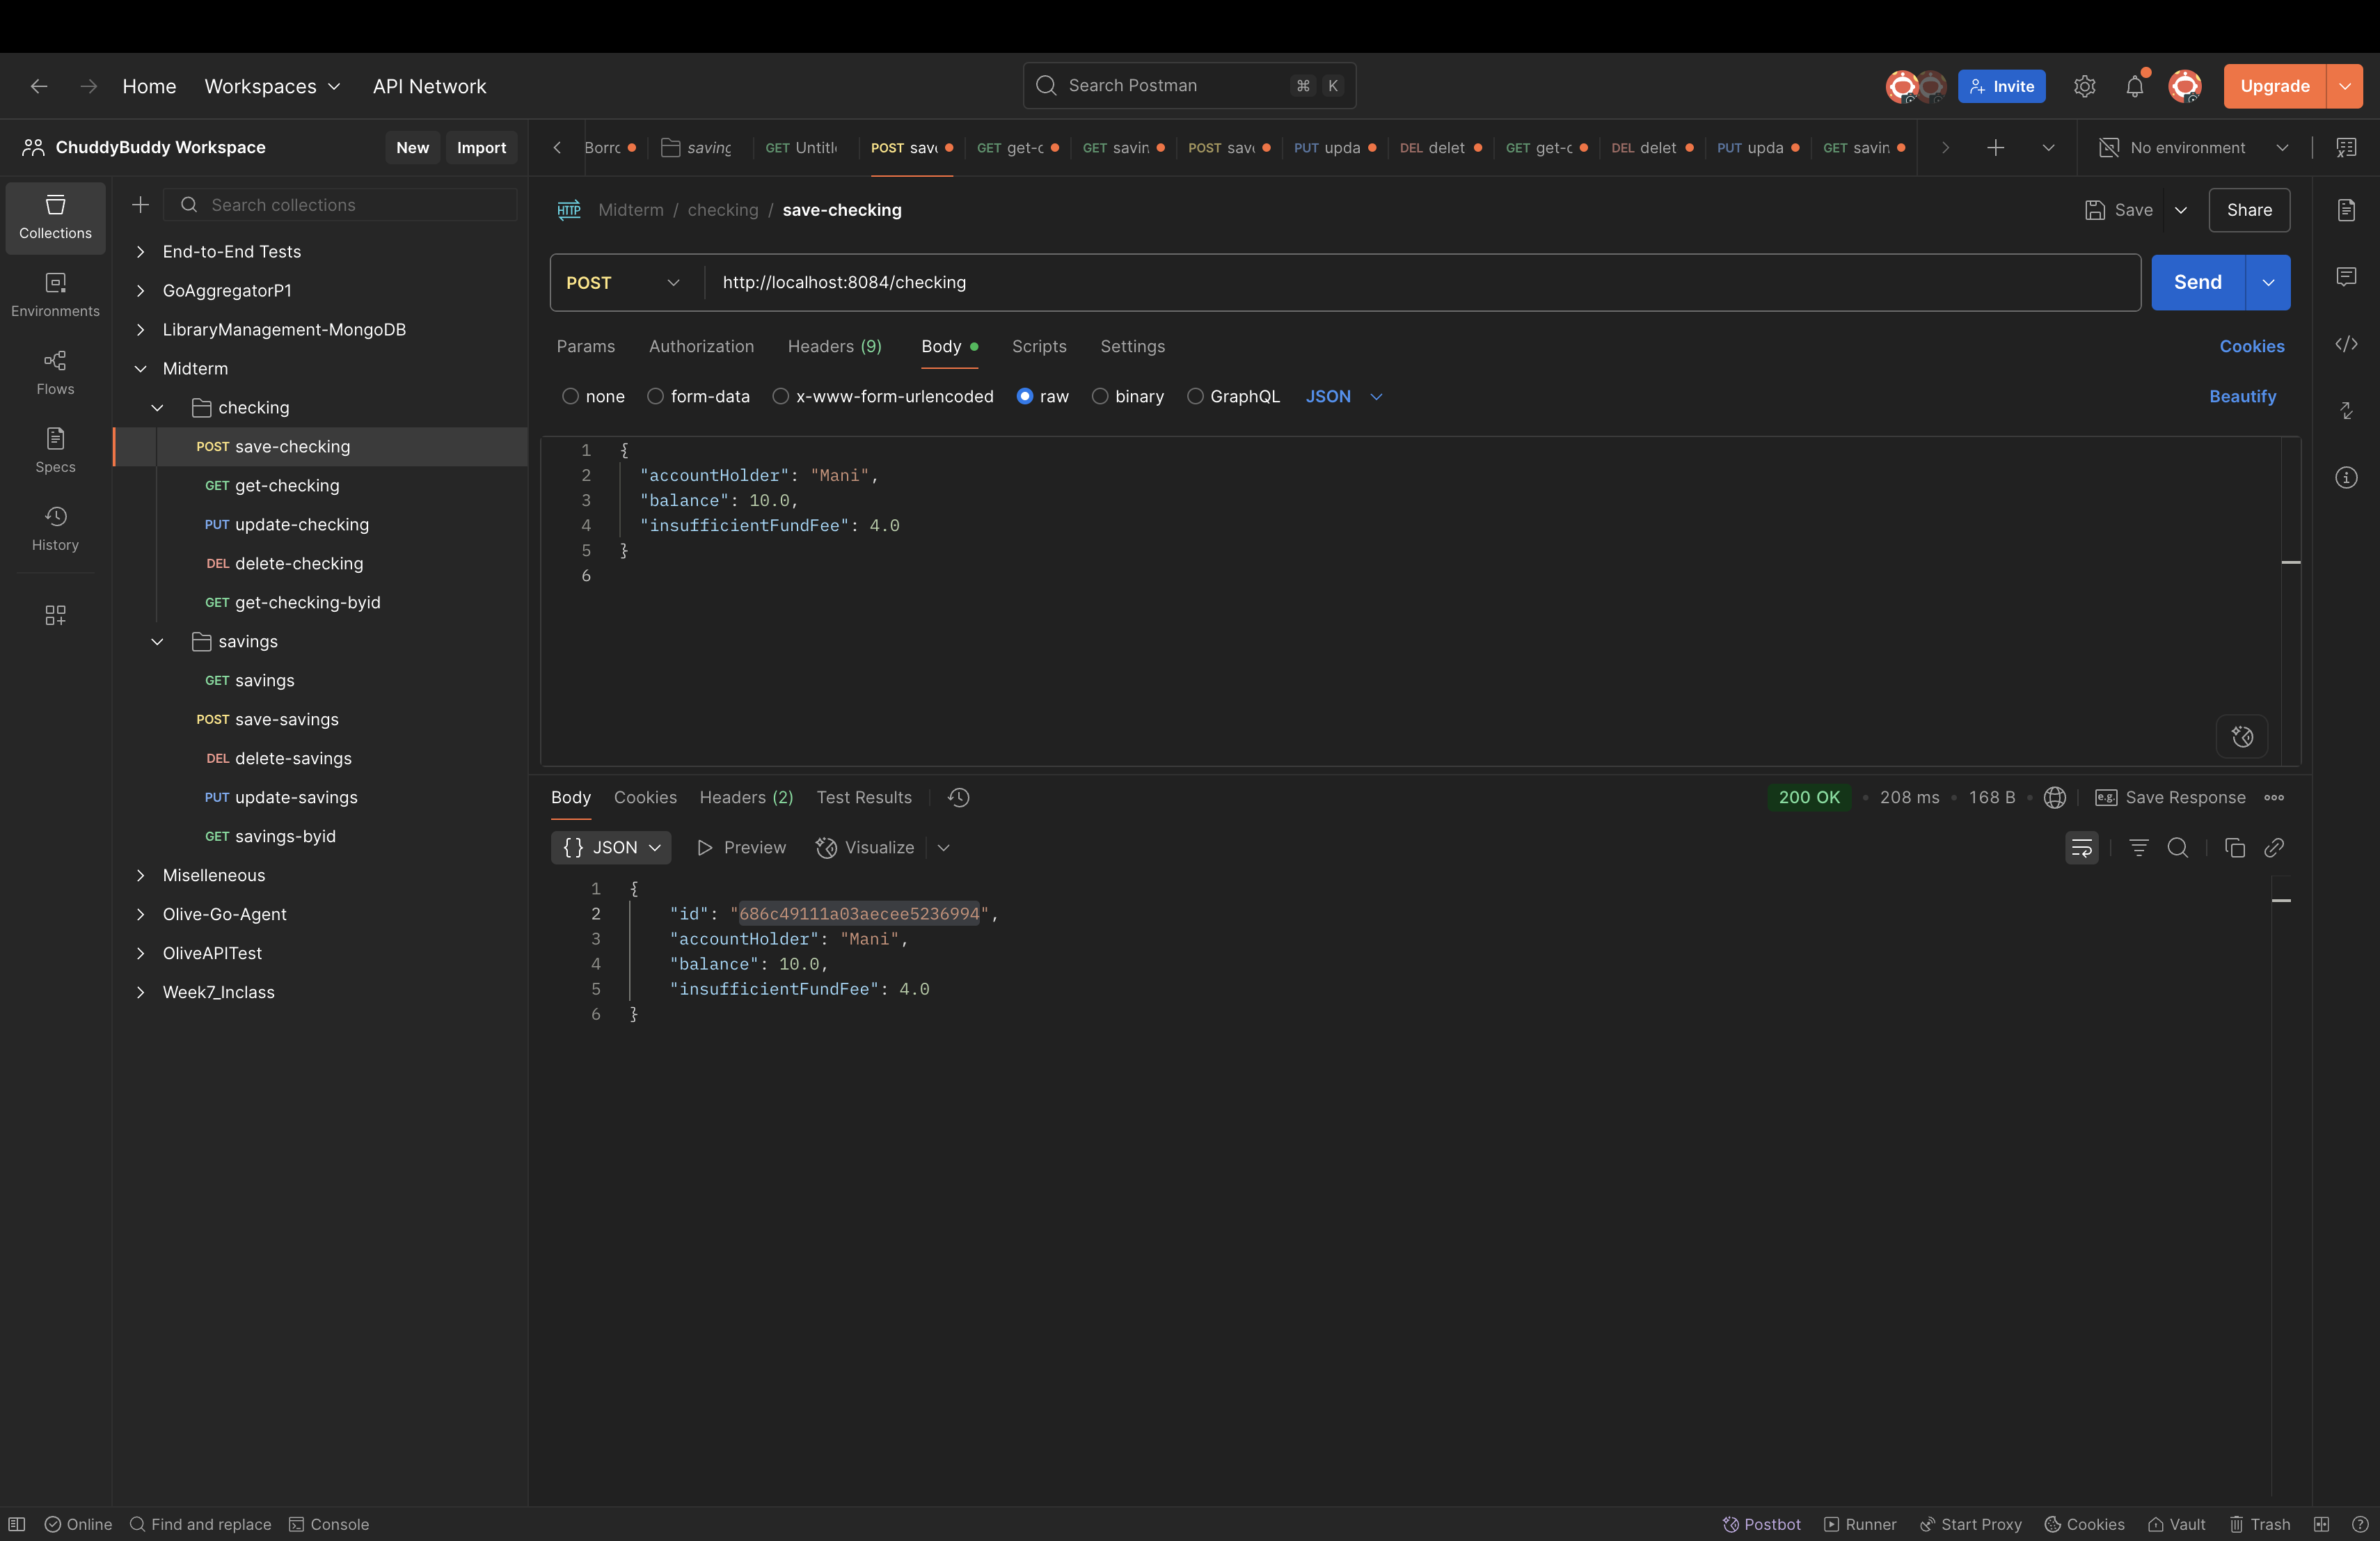 Home Workspaces API Network
Search Postman ⌘ K
Invite Upgrade
ChuddyBuddy Workspace New Import
Borro saving GET Untitl POST save GET get-c GET savin POST save PUT upda DEL delet GET get-c DEL delet PUT upda GET savin
No environment
Collections
Environments
Flows
Specs
History
Search collections
End-to-End Tests
GoAggregatorP1
LibraryManagement-MongoDB
Midterm
checking
POST save-checking
GET get-checking
PUT update-checking
DEL delete-checking
GET get-checking-byid
savings
GET savings
POST save-savings
DEL delete-savings
PUT update-savings
GET savings-byid
Miselleneous
Olive-Go-Agent
OliveAPITest
Week7_Inclass
HTTP Midterm / checking / save-checking
Save Share
POST http://localhost:8084/checking
Send
Params Authorization Headers (9) Body Scripts Settings
Cookies
none form-data x-www-form-urlencoded raw binary GraphQL JSON
Beautify
1 {
2 "accountHolder": "Mani",
3 "balance": 10.0,
4 "insufficientFundFee": 4.0
5 }
6
Body Cookies Headers (2) Test Results
200 OK • 208 ms • 168 B • e.g. Save Response
{} JSON Preview Visualize
1 {
2 "id": "686c49111a03aecee5236994",
3 "accountHolder": "Mani",
4 "balance": 10.0,
5 "insufficientFundFee": 4.0
6 }
Online Find and replace Console
Postbot Runner Start Proxy Cookies Vault Trash